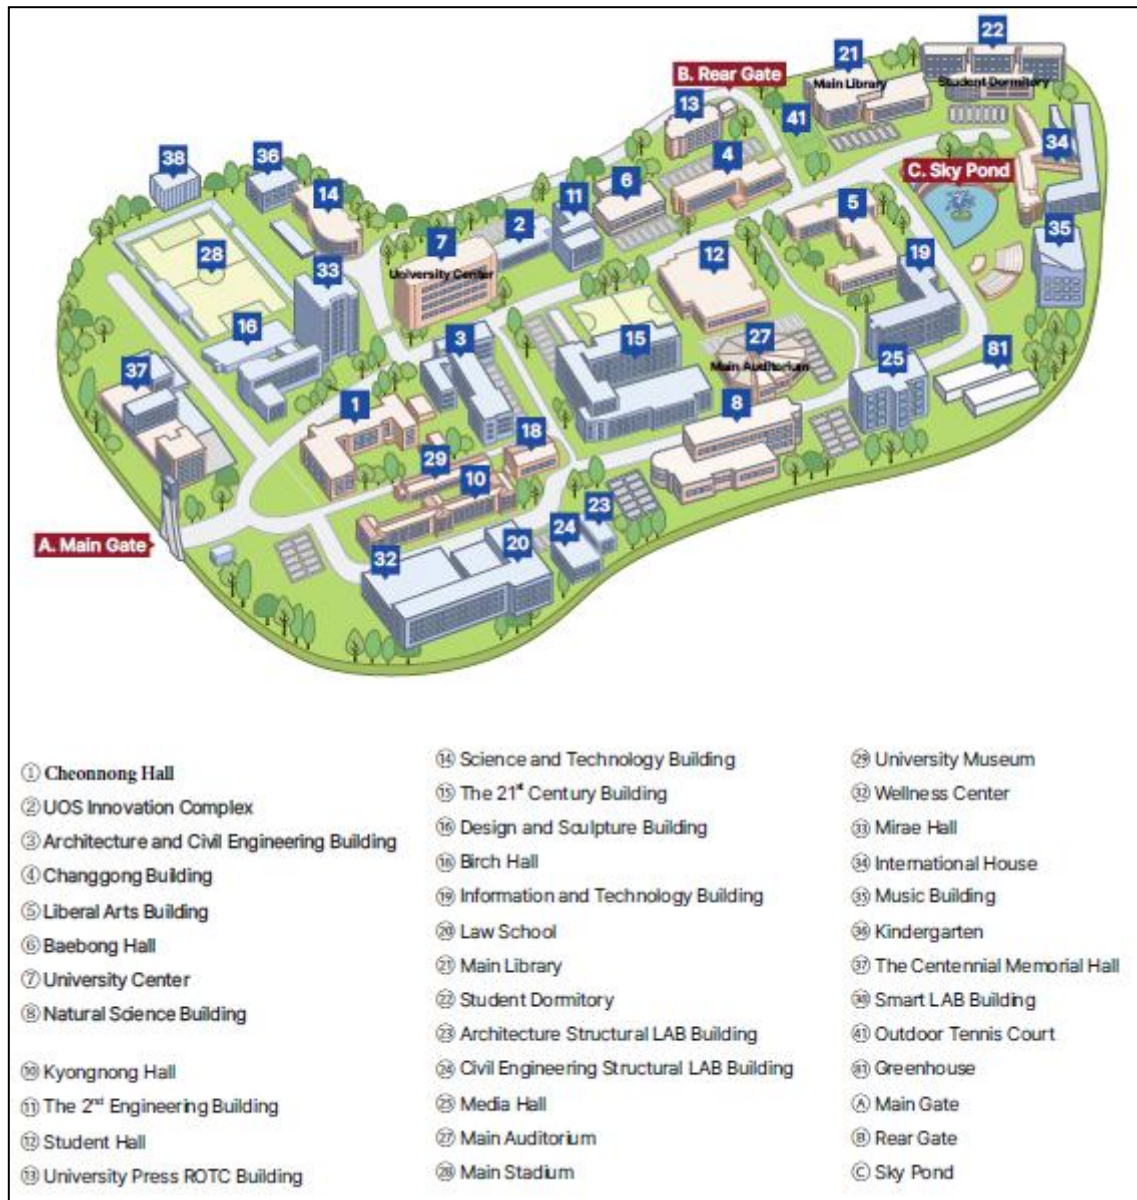 22
21
B. Rear Gate
Main Library
Student Dormitory
13
41
34
38
36
4
C. Sky Pond
14
6
11
5
2
7
35
28
12
19
33
University Center
16
3
15
27
81
37
Main Auditorium
25
1
8
18
29
10
23
24
A. Main Gate
20
32
① Cheonnong Hall
② UOS Innovation Complex
③ Architecture and Civil Engineering Building
④ Changgong Building
⑤ Liberal Arts Building
⑥ Baebong Hall
⑦ University Center
⑧ Natural Science Building
⑩ Kyongnong Hall
⑪ The 2nd Engineering Building
⑫ Student Hall
⑬ University Press ROTC Building
⑭ Science and Technology Building
⑮ The 21st Century Building
⑯ Design and Sculpture Building
⑱ Birch Hall
⑲ Information and Technology Building
⑳ Law School
㉑ Main Library
㉒ Student Dormitory
㉓ Architecture Structural LAB Building
㉔ Civil Engineering Structural LAB Building
㉕ Media Hall
㉗ Main Auditorium
㉘ Main Stadium
㉙ University Museum
㉜ Wellness Center
㉝ Mirae Hall
㉞ International House
㉟ Music Building
㊱ Kindergarten
㊲ The Centennial Memorial Hall
㊳ Smart LAB Building
㊶ Outdoor Tennis Court
81 Greenhouse
Ⓐ Main Gate
Ⓑ Rear Gate
Ⓒ Sky Pond